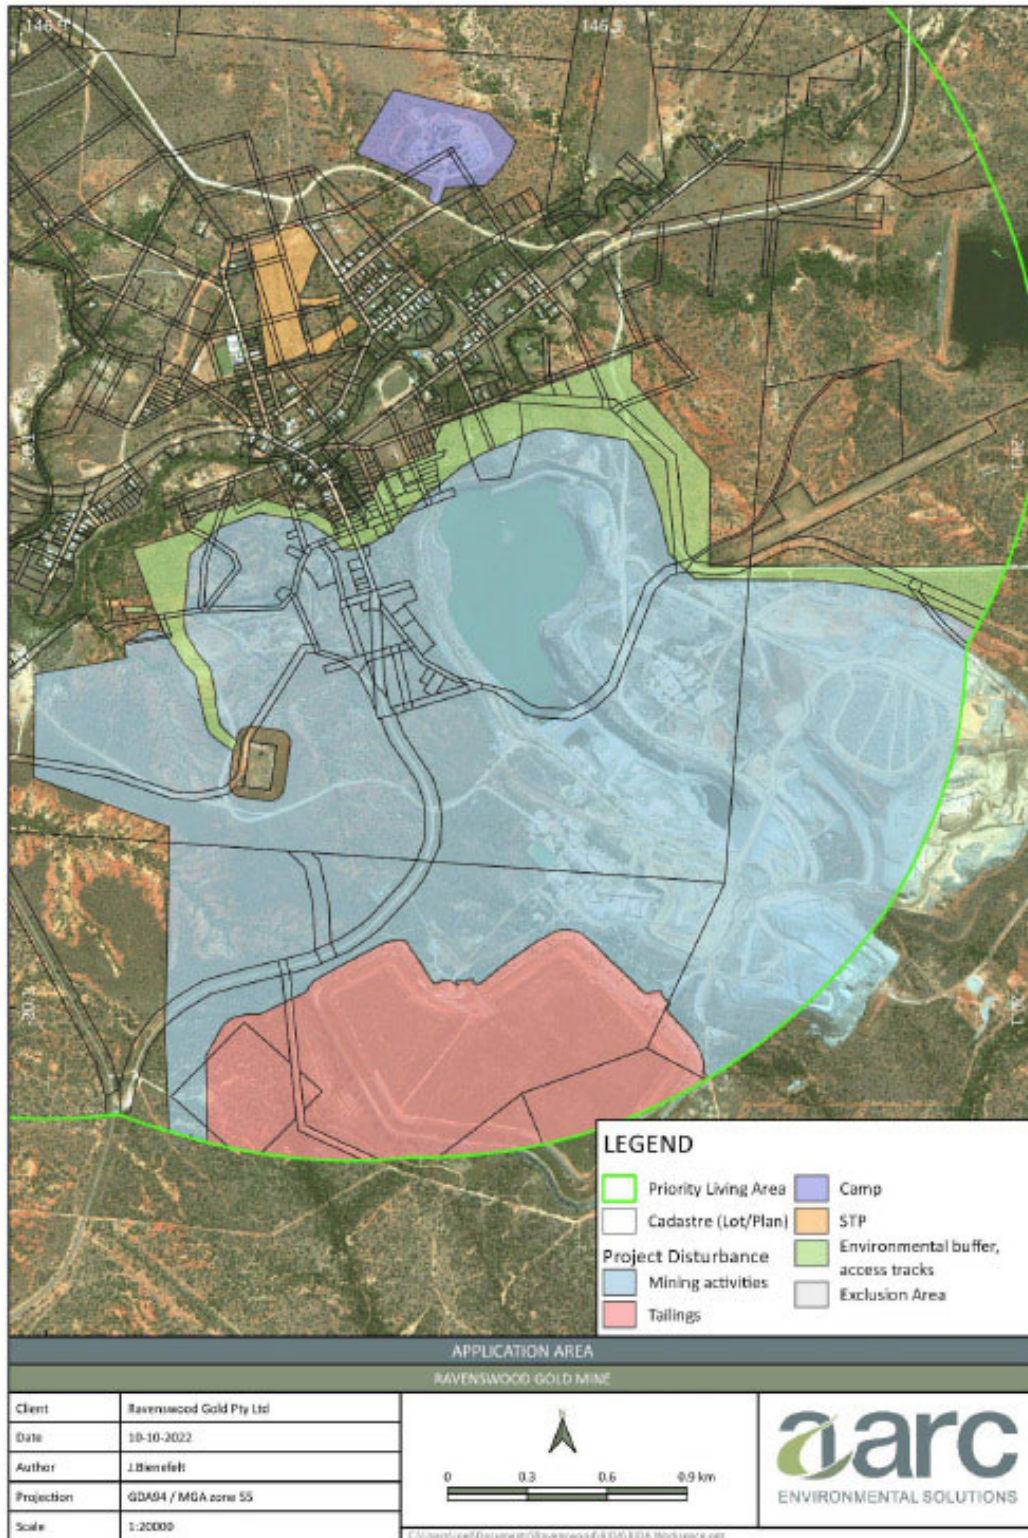 146.5
LEGEND
Priority Living Area
Camp
Cadastre (Lot/Plan)
STP
Project Disturbance
Environmental buffer,
access tracks
Mining activities
Exclusion Area
Tailings
APPLICATION AREA
RAVENSWOOD GOLD MINE
Client Ravenswood Gold Pty Ltd
Date 10-10-2022
Author J.Bienefelt
Projection GDA94 / MGA zone 55
Scale 1:20000
N
0 0.3 0.6 0.9 km
aarc
ENVIRONMENTAL SOLUTIONS